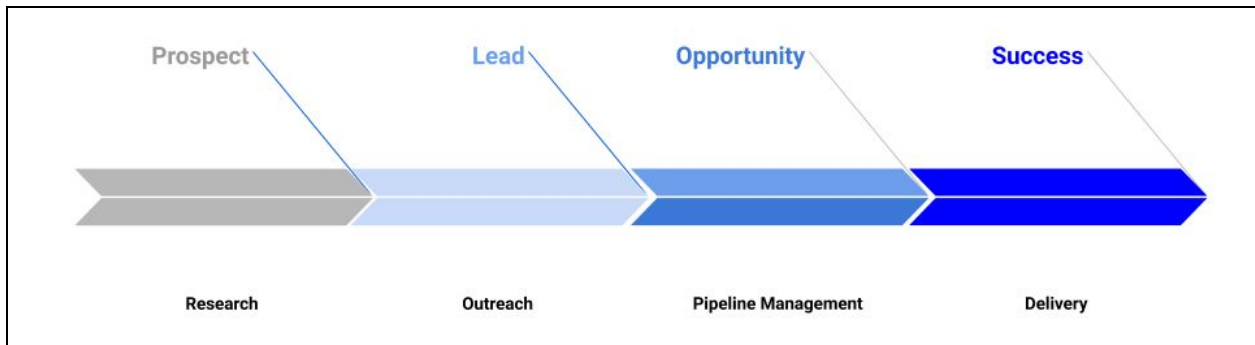 Prospect
Lead
Opportunity
Success
Research
Outreach
Pipeline Management
Delivery